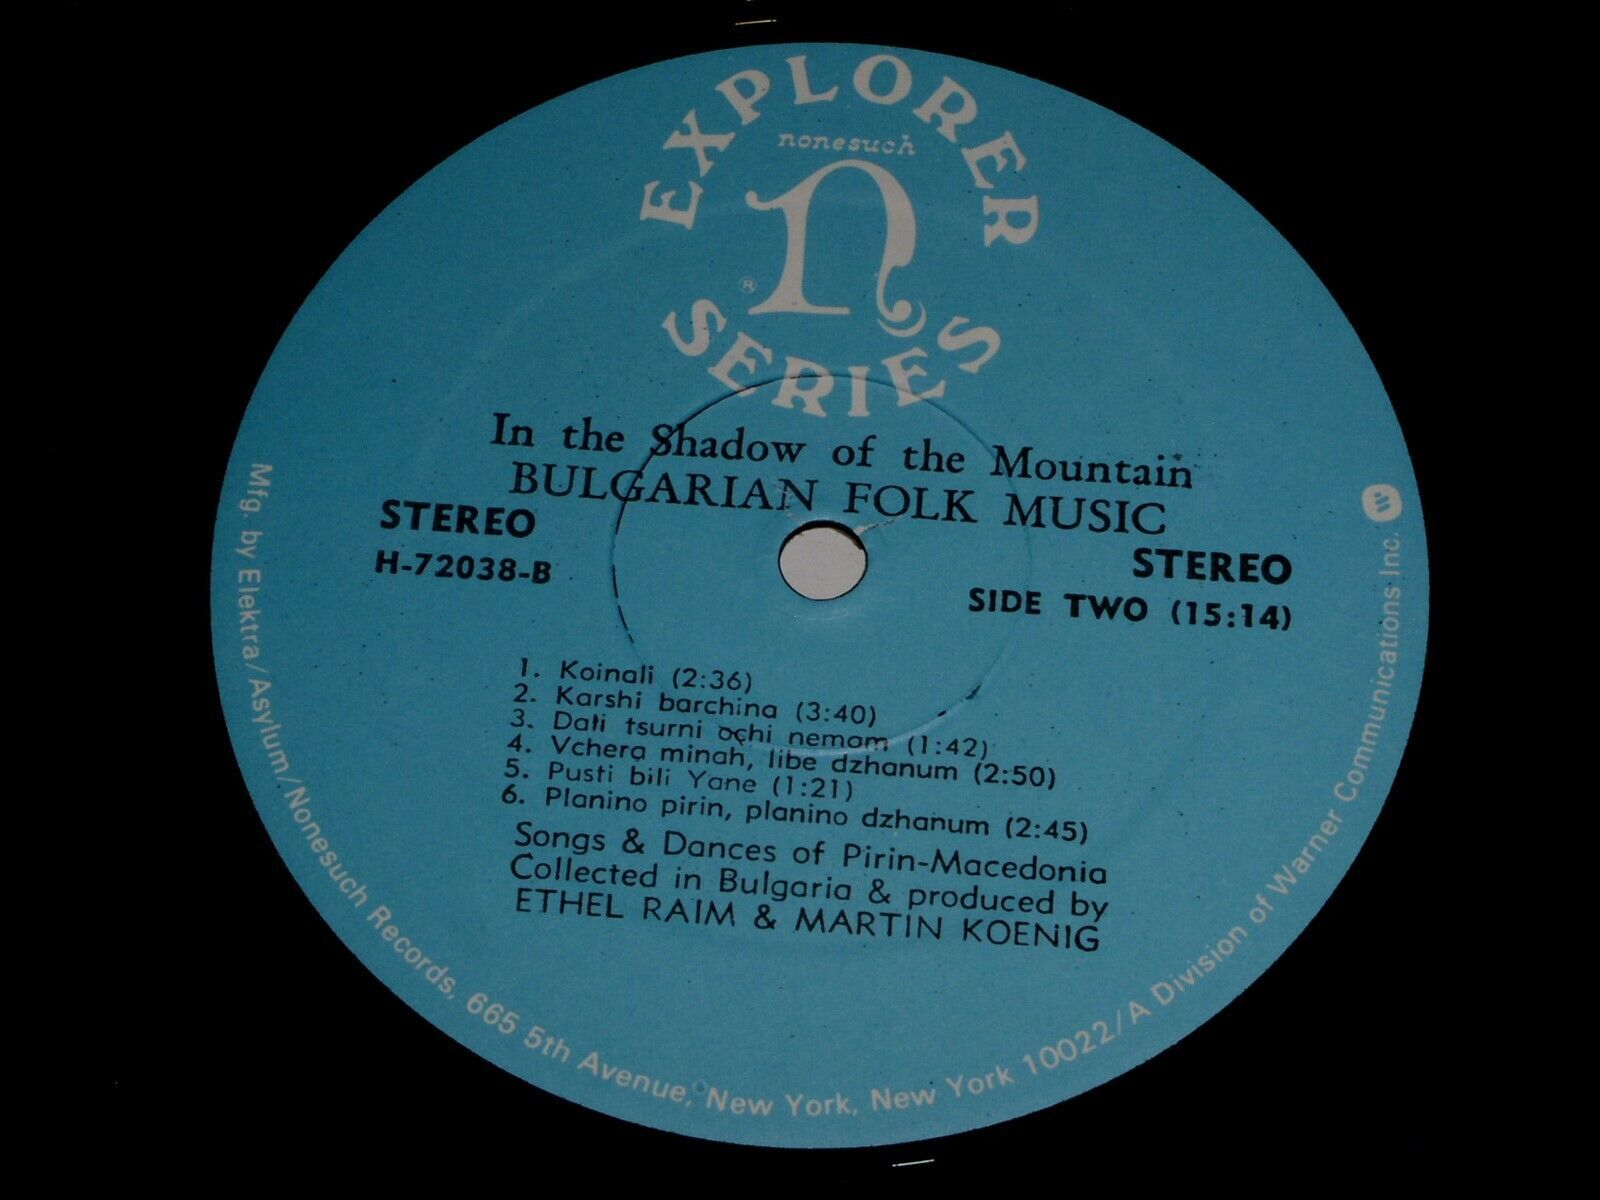 EXPLORER
nonesuch
n
®
SERIES
In the Shadow of the Mountain
BULGARIAN FOLK MUSIC
STEREO
H-72038-B
STEREO
SIDE TWO (15:14)
1. Koinali (2:36)
2. Karshi barchina (3:40)
3. Dali tsurni ochi nemam (1:42)
4. Vchera minah, libe dzhanum (2:50)
5. Pusti bili Yane (1:21)
6. Planino pirin, planino dzhanum (2:45)
Songs & Dances of Pirin-Macedonia
Collected in Bulgaria & produced by
ETHEL RAIM & MARTIN KOENIG
Mfg. by Elektra/Asylum/Nonesuch Records, 665 5th Avenue, New York, New York 10022/A Division of Warner Communications Inc.